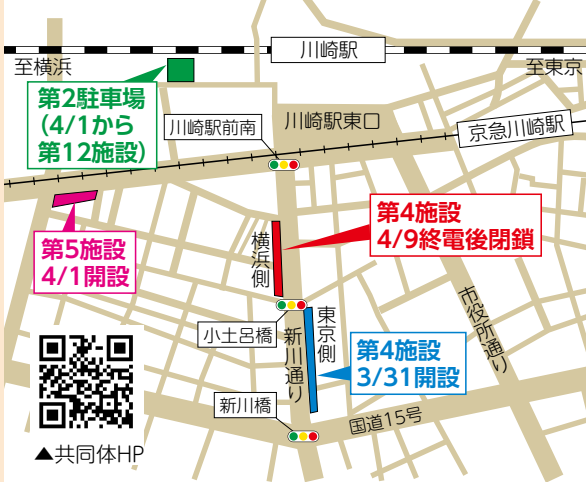 川崎駅
至横浜
至東京
第2駐車場
(4/1から
第12施設)
川崎駅前南
川崎駅東口
京急川崎駅
第5施設
4/1開設
横浜側
第4施設
4/9終電後閉鎖
小土呂橋
新川通り
東京側
市役所通り
第4施設
3/31開設
新川橋
国道15号
▲共同体HP